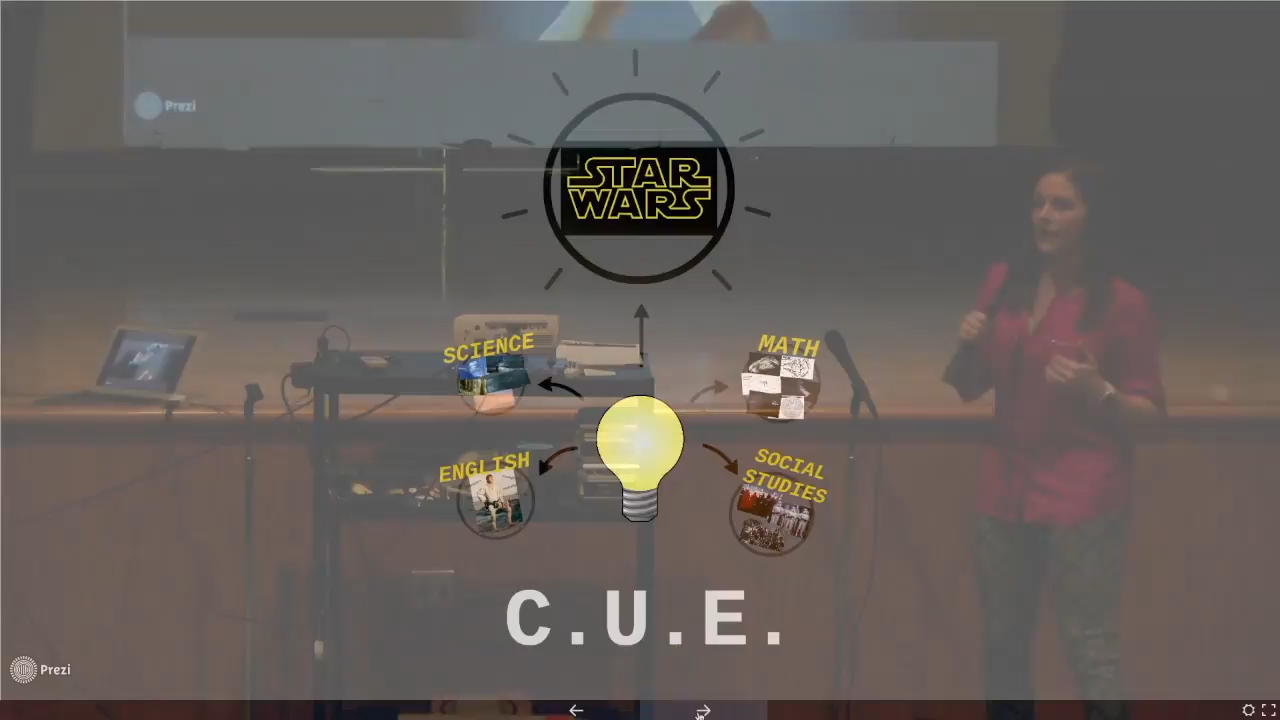 Prezi
STAR
WARS
SCIENCE
MATH
ENGLISH
SOCIAL
STUDIES
C.U.E.
Prezi